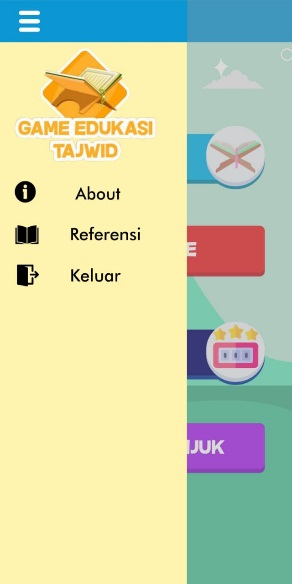 GAME EDUKASI
TAJWID
About
Referensi
Keluar
E
JUK